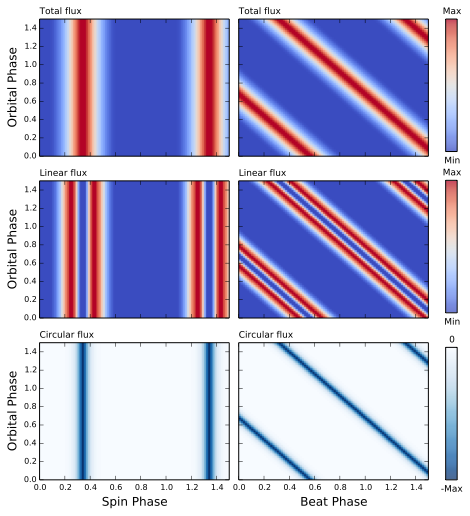 Total flux
Total flux
Max
Orbital Phase
1.4
1.2
1.0
0.8
0.6
0.4
0.2
0.0
Min
Linear flux
Linear flux
Max
Orbital Phase
1.4
1.2
1.0
0.8
0.6
0.4
0.2
0.0
Min
Circular flux
Circular flux
0
Orbital Phase
1.4
1.2
1.0
0.8
0.6
0.4
0.2
0.0
-Max
0.0 0.2 0.4 0.6 0.8 1.0 1.2 1.4
0.0 0.2 0.4 0.6 0.8 1.0 1.2 1.4
Spin Phase
Beat Phase